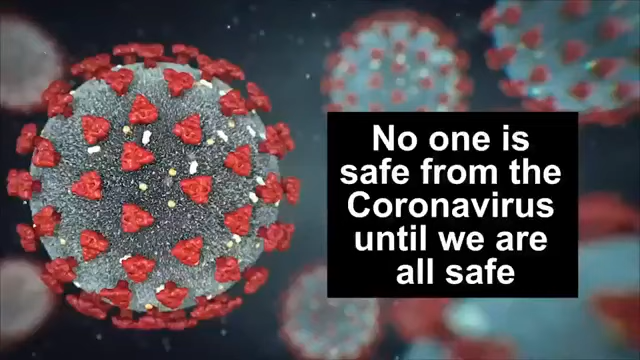 No one is
safe from the
Coronavirus
until we are
all safe